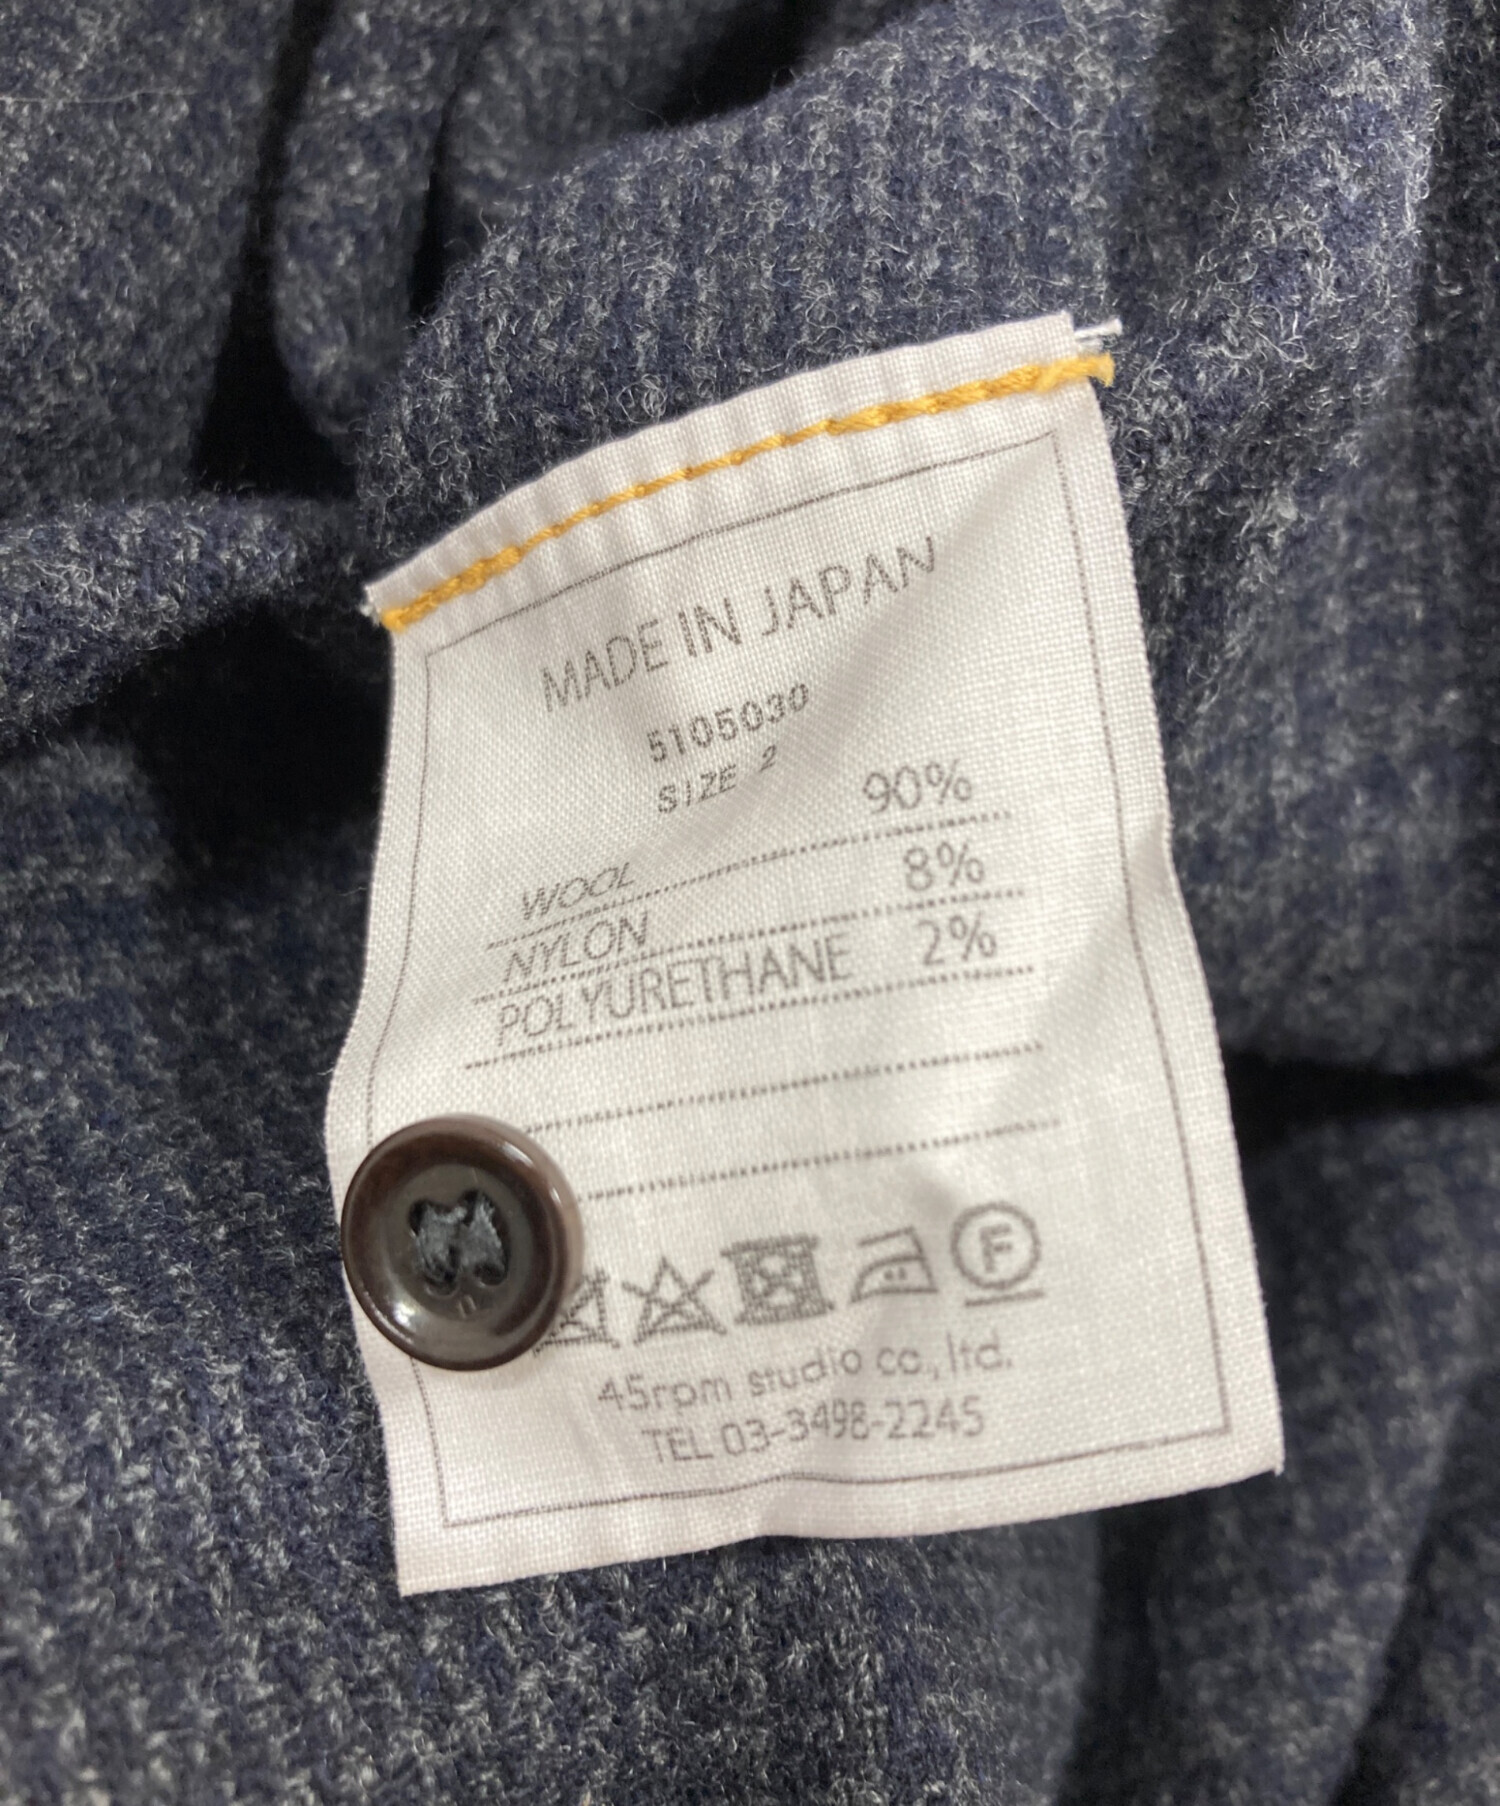 MADE IN JAPAN
5105030
SIZE 2
WOOL 90%
NYLON 8%
POLYURETHANE 2%
F
45rpm studio co.,ltd.
TEL 03-3498-2245